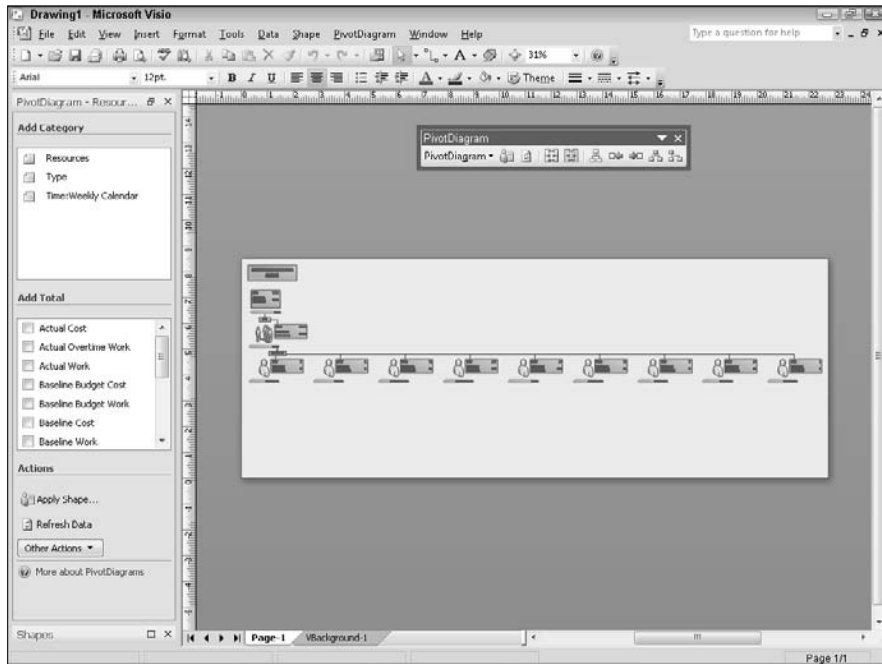 Drawing1 - Microsoft Visio
File Edit View Insert Format Tools Data Shape PivotDiagram Window Help
Type a question for help
31%
Arial 12pt. B I U A Theme
PivotDiagram - Resour...
Add Category
Resources
Type
Time:Weekly Calendar
PivotDiagram
PivotDiagram
Add Total
Actual Cost
Actual Overtime Work
Actual Work
Baseline Budget Cost
Baseline Budget Work
Baseline Cost
Baseline Work
Actions
Apply Shape...
Refresh Data
Other Actions
More about PivotDiagrams
Shapes
Page-1 VBackground-1
Page 1/1